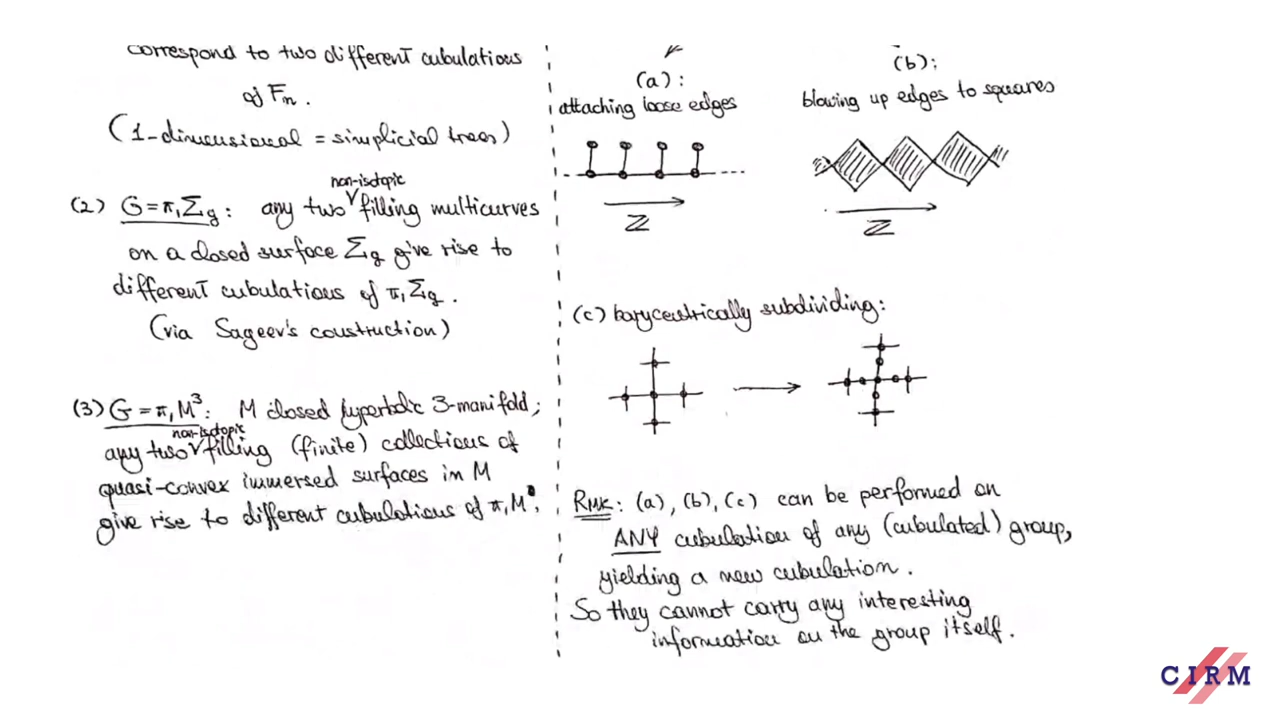 correspond to two different cubulations
of Fₙ.
(1-dimensional = simplicial trees)
(2) G = π₁Σg : any two non-isotopic filling multicurves
on a closed surface Σg give rise to
different cubulations of π₁Σg.
(via Sageev's construction)
(3) G = π₁M³: M closed hyperbolic 3-manifold;
any two non-isotopic filling (finite) collections of
quasi-convex immersed surfaces in M
give rise to different cubulations of π₁M³.
(a):
attaching loose edges
ℤ
(b):
blowing up edges to squares
ℤ
(c) barycentrically subdividing:
RMK: (a), (b), (c) can be performed on
ANY cubulation of any (cubulated) group,
yielding a new cubulation.
So they cannot carry any interesting
information on the group itself.
CIRM